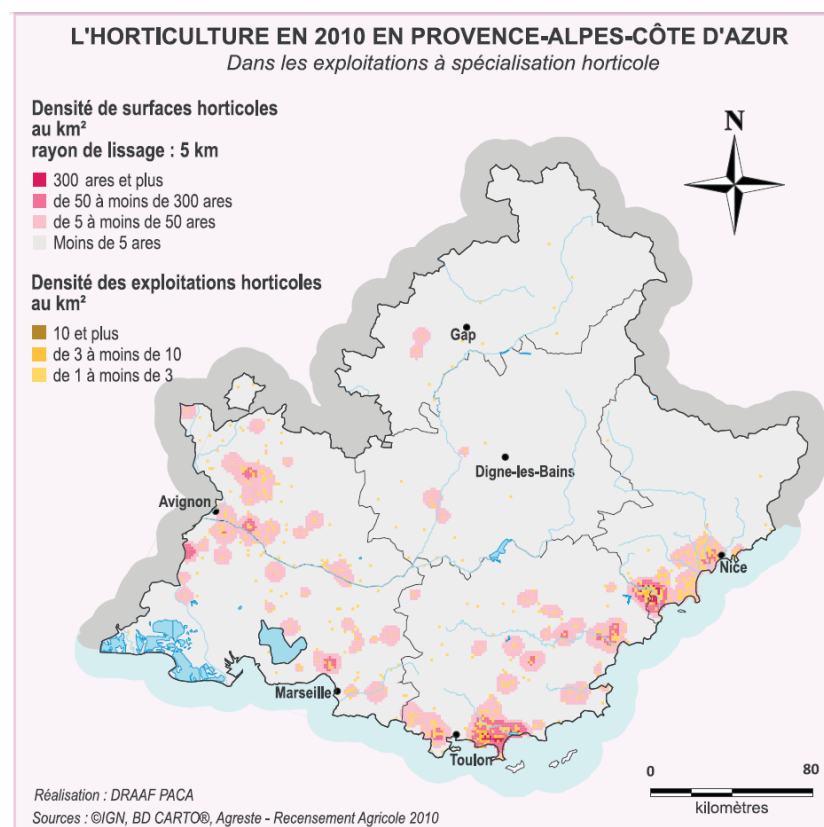 L'HORTICULTURE EN 2010 EN PROVENCE-ALPES-CÔTE D'AZUR
Dans les exploitations à spécialisation horticole
Densité de surfaces horticoles
au km²
rayon de lissage : 5 km
300 ares et plus
de 50 à moins de 300 ares
de 5 à moins de 50 ares
Moins de 5 ares
Densité des exploitations horticoles
au km²
10 et plus
de 3 à moins de 10
de 1 à moins de 3
N
Gap
Digne-les-Bains
Avignon
Nice
Marseille
Toulon
0 80
kilomètres
Réalisation : DRAAF PACA
Sources : ©IGN, BD CARTO®, Agreste - Recensement Agricole 2010